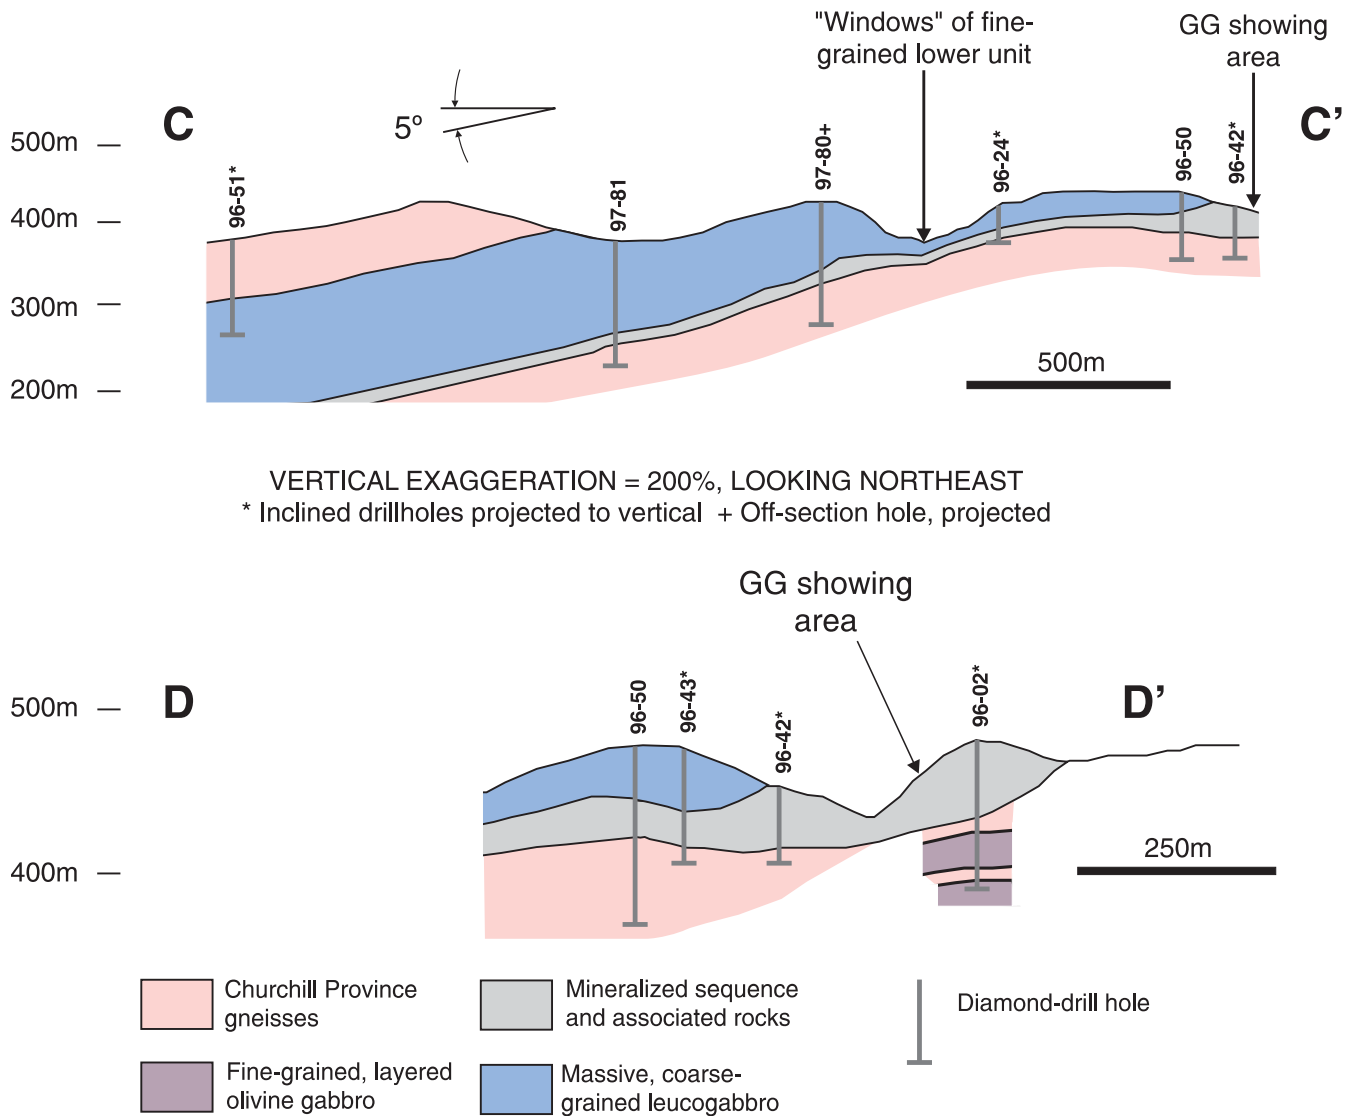 "Windows" of fine-
grained lower unit
GG showing
area
C
C'
5º
500m
400m
300m
200m
96-51*
97-81
97-80+
96-24*
96-50
96-42*
500m
VERTICAL EXAGGERATION = 200%, LOOKING NORTHEAST
* Inclined drillholes projected to vertical + Off-section hole, projected
GG showing
area
D
D'
500m
400m
96-50
96-43*
96-42*
96-02*
250m
Churchill Province
gneisses
Mineralized sequence
and associated rocks
Diamond-drill hole
Fine-grained, layered
olivine gabbro
Massive, coarse-
grained leucogabbro